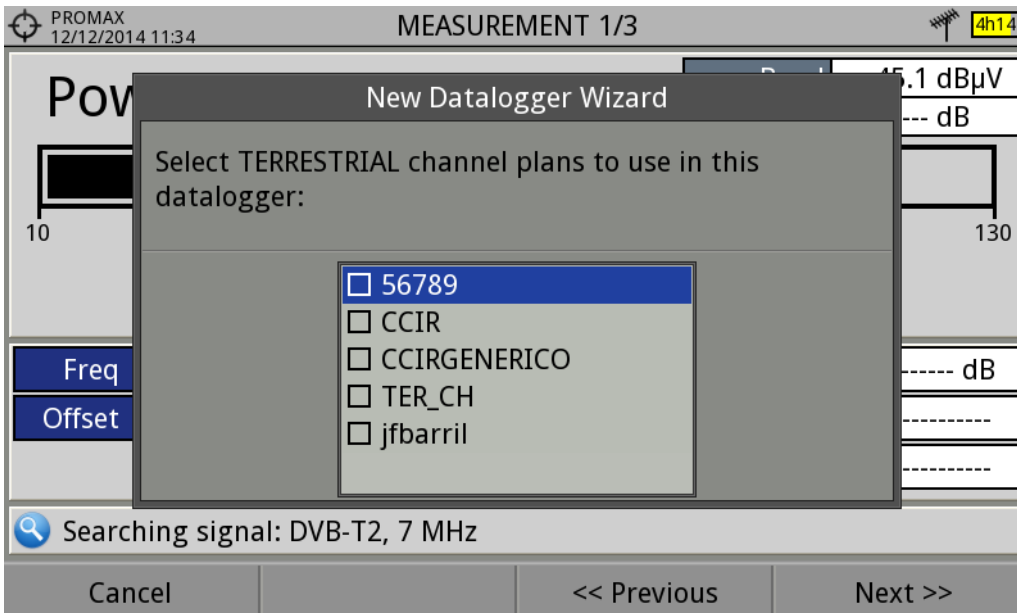 PROMAX
12/12/2014 11:34
MEASUREMENT 1/3
4h14
45.1 dBµV
--- dB
10
130
New Datalogger Wizard
Select TERRESTRIAL channel plans to use in this
datalogger:
56789
CCIR
CCIRGENERICO
TER_CH
jfbarril
Freq
------ dB
Offset
----------
----------
Searching signal: DVB-T2, 7 MHz
Cancel
<< Previous
Next >>